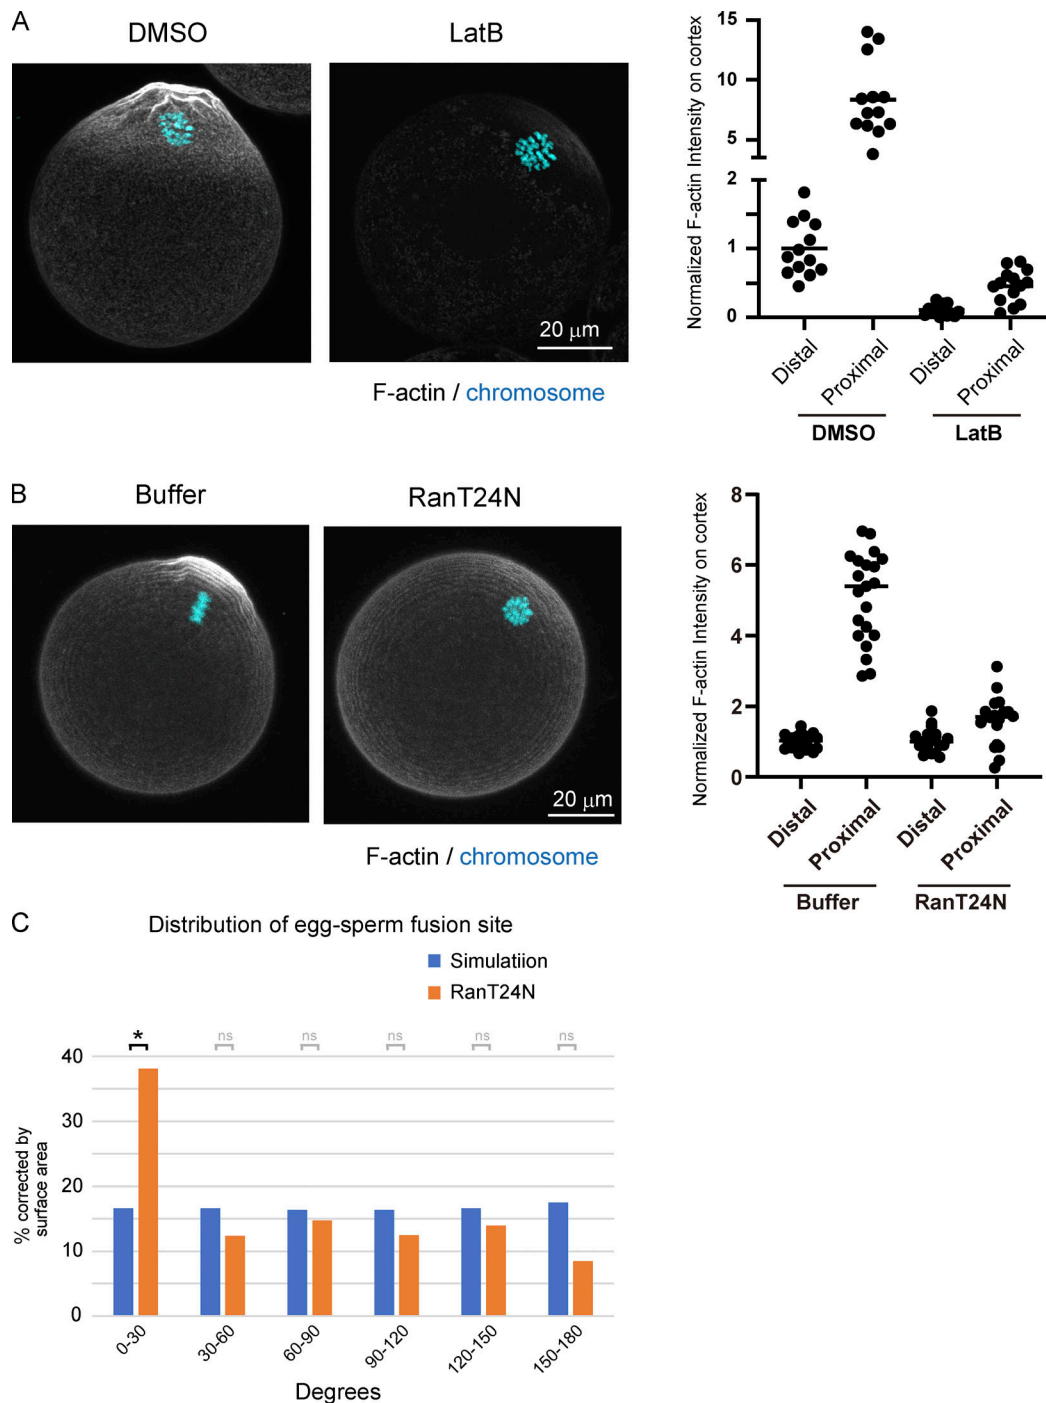 A
DMSO
LatB
20 μm
F-actin / chromosome
Normalized F-actin Intensity on cortex
15
10
5
2
1
0
Distal
Proximal
Distal
Proximal
DMSO
LatB
B
Buffer
RanT24N
20 μm
F-actin / chromosome
Normalized F-actin Intensity on cortex
8
6
4
2
0
Distal
Proximal
Distal
Proximal
Buffer
RanT24N
C
Distribution of egg-sperm fusion site
Simulatiion
RanT24N
* ns ns ns ns ns
% corrected by
surface area
40
30
20
10
0
0-30
30-60
60-90
90-120
120-150
150-180
Degrees